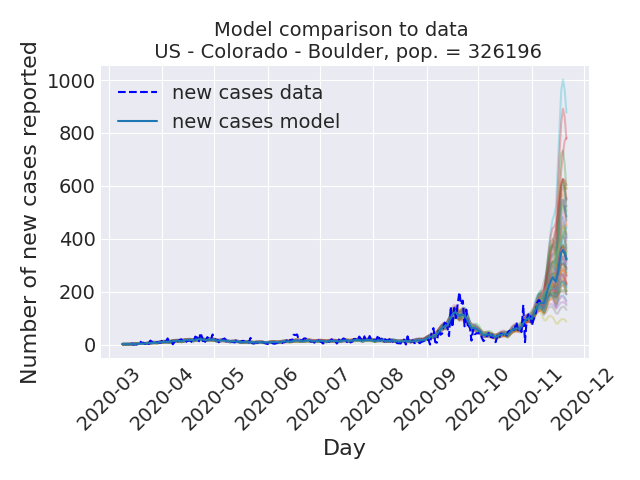 Model comparison to data
US - Colorado - Boulder, pop. = 326196
Number of new cases reported
1000
800
600
400
200
0
new cases data
new cases model
2020-03
2020-04
2020-05
2020-06
2020-07
2020-08
2020-09
2020-10
2020-11
2020-12
Day